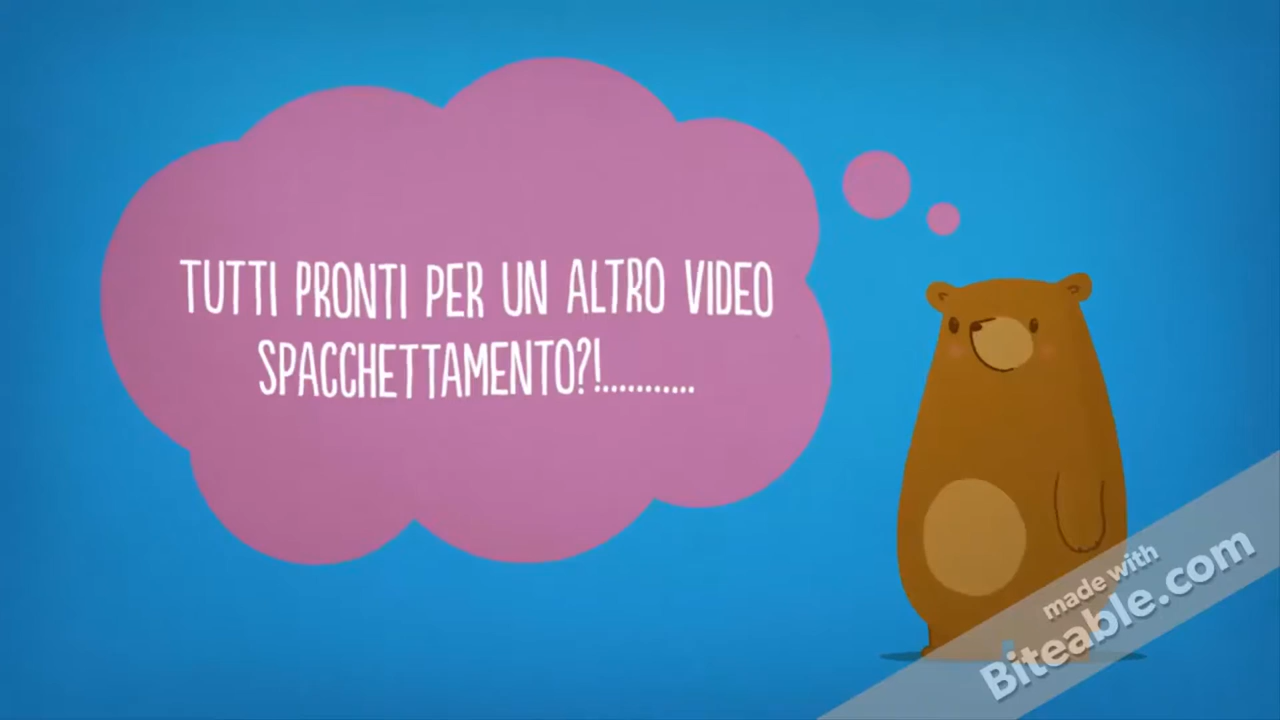 TUTTI PRONTI PER UN ALTRO VIDEO
SPACCHETTAMENTO?!...........
made with
Biteable.com